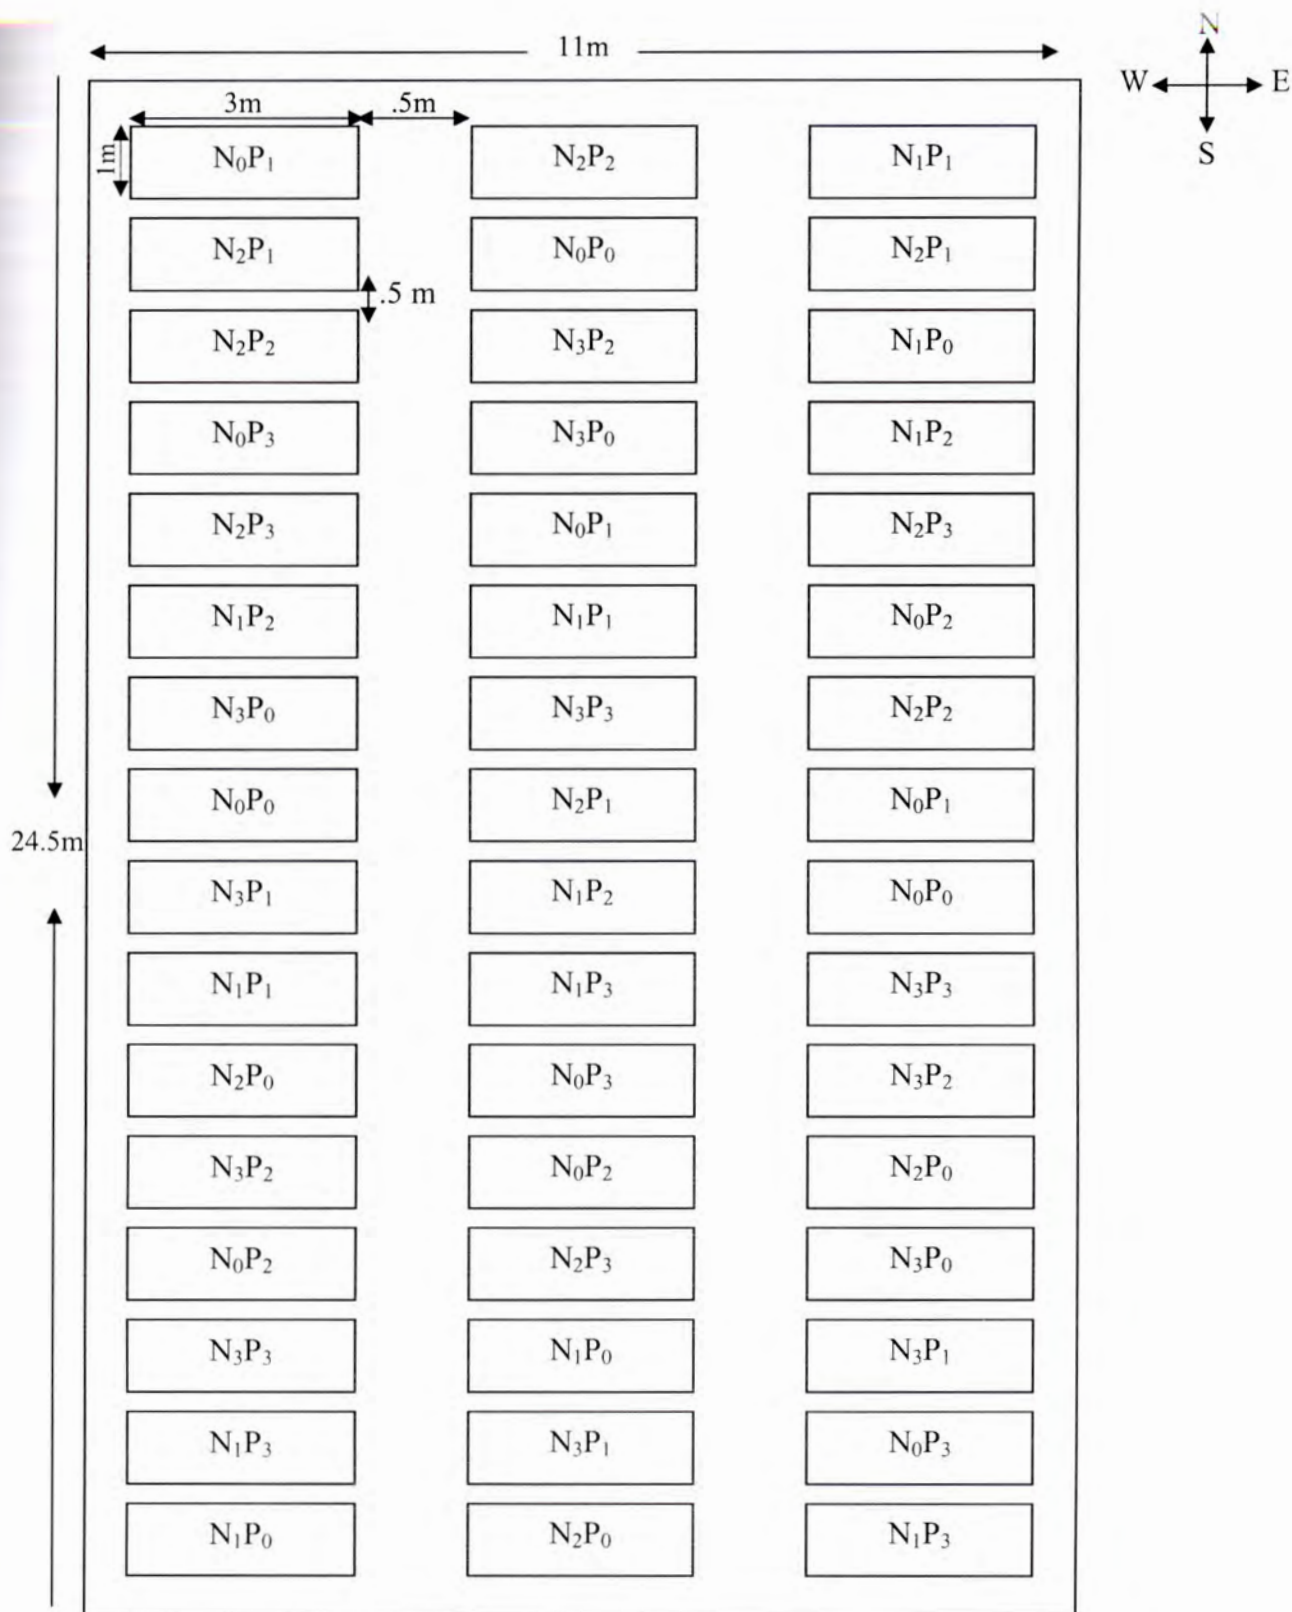 11m
N
W E
S
3m .5m
1m
N₀P₁ N₂P₂ N₁P₁
N₂P₁ N₀P₀ N₂P₁
.5 m
N₂P₂ N₃P₂ N₁P₀
N₀P₃ N₃P₀ N₁P₂
N₂P₃ N₀P₁ N₂P₃
N₁P₂ N₁P₁ N₀P₂
N₃P₀ N₃P₃ N₂P₂
N₀P₀ N₂P₁ N₀P₁
24.5m
N₃P₁ N₁P₂ N₀P₀
N₁P₁ N₁P₃ N₃P₃
N₂P₀ N₀P₃ N₃P₂
N₃P₂ N₀P₂ N₂P₀
N₀P₂ N₂P₃ N₃P₀
N₃P₃ N₁P₀ N₃P₁
N₁P₃ N₃P₁ N₀P₃
N₁P₀ N₂P₀ N₁P₃